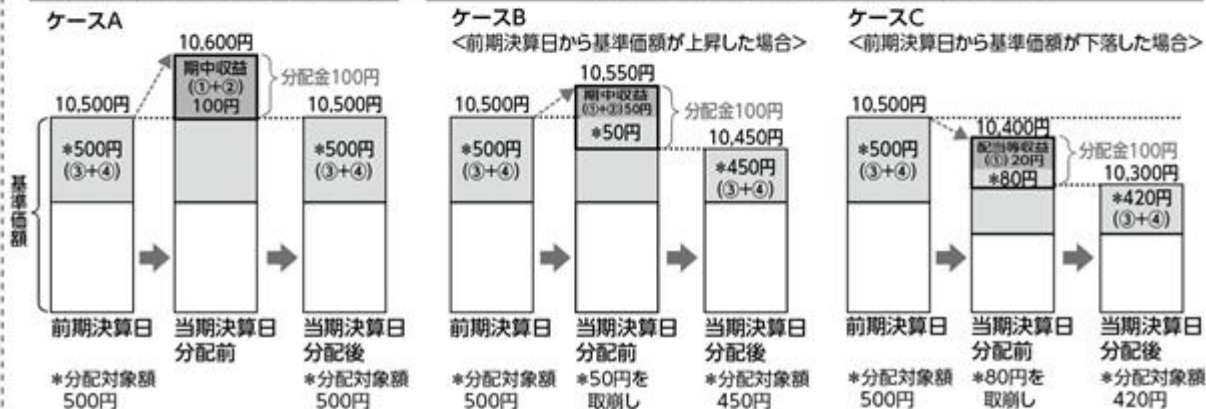 ケースA
10,600円
期中収益
(①+②)
100円
分配金100円
10,500円
10,500円
*500円
(③+④)
*500円
(③+④)
基準価額
前期決算日
当期決算日
分配前
当期決算日
分配後
*分配対象額
500円
*分配対象額
500円
ケースB
<前期決算日から基準価額が上昇した場合>
10,550円
期中収益
(①+②)50円
*50円
分配金100円
10,500円
10,450円
*500円
(③+④)
*450円
(③+④)
前期決算日
当期決算日
分配前
当期決算日
分配後
*分配対象額
500円
*50円を
取崩し
*分配対象額
450円
ケースC
<前期決算日から基準価額が下落した場合>
10,500円
10,400円
配当等収益
(①)20円
*80円
分配金100円
10,300円
*500円
(③+④)
*420円
(③+④)
前期決算日
当期決算日
分配前
当期決算日
分配後
*分配対象額
500円
*80円を
取崩し
*分配対象額
420円